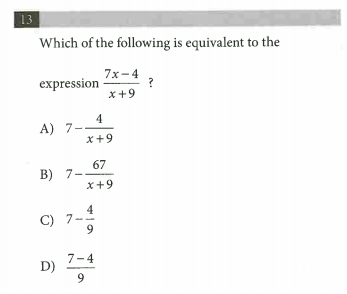 13
Which of the following is equivalent to the
expression (7x − 4)/(x + 9) ?
A) 7 − 4/(x + 9)
B) 7 − 67/(x + 9)
C) 7 − 4/9
D) (7 − 4)/9